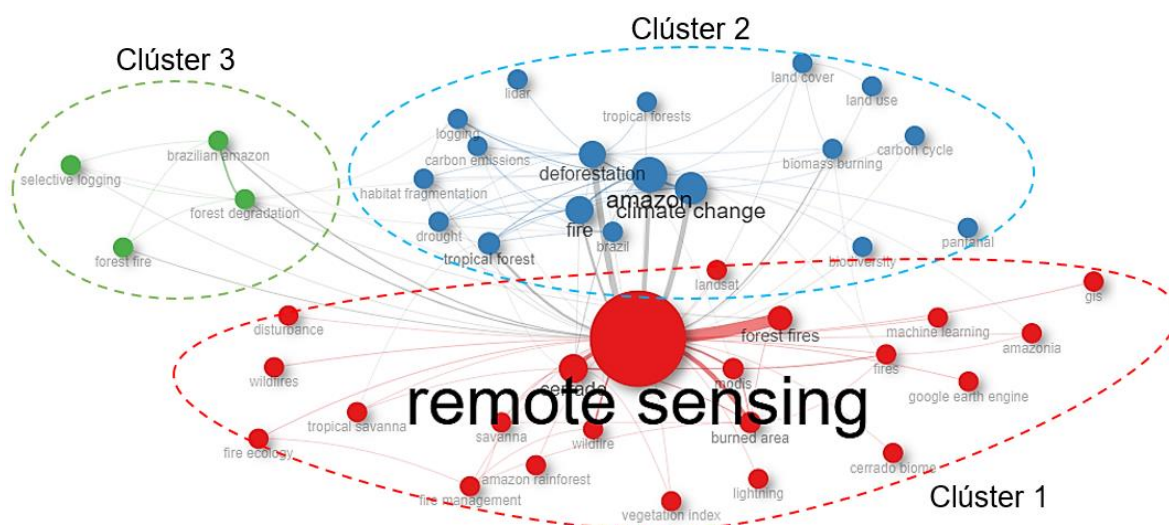 Clúster 2
Clúster 3
land cover
lidar
land use
tropical forests
logging
brazilian amazon
carbon emissions
carbon cycle
biomass burning
selective logging
deforestation
habitat fragmentation
amazon
climate change
forest degradation
drought
fire
brazil
pantanal
forest fire
tropical forest
biodiversity
landsat
gis
disturbance
forest fires
machine learning
amazonia
wildfires
cerrado
modis
fires
google earth engine
remote sensing
tropical savanna
savanna
wildfire
burned area
fire ecology
cerrado biome
amazon rainforest
fire management
lightning
Clúster 1
vegetation index